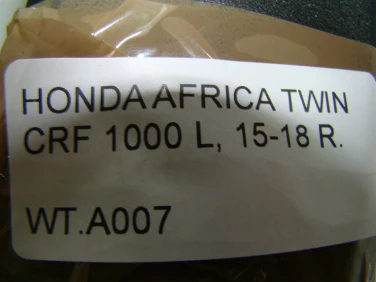 HONDA AFRICA TWIN
CRF 1000 L, 15-18 R.
WT.A007